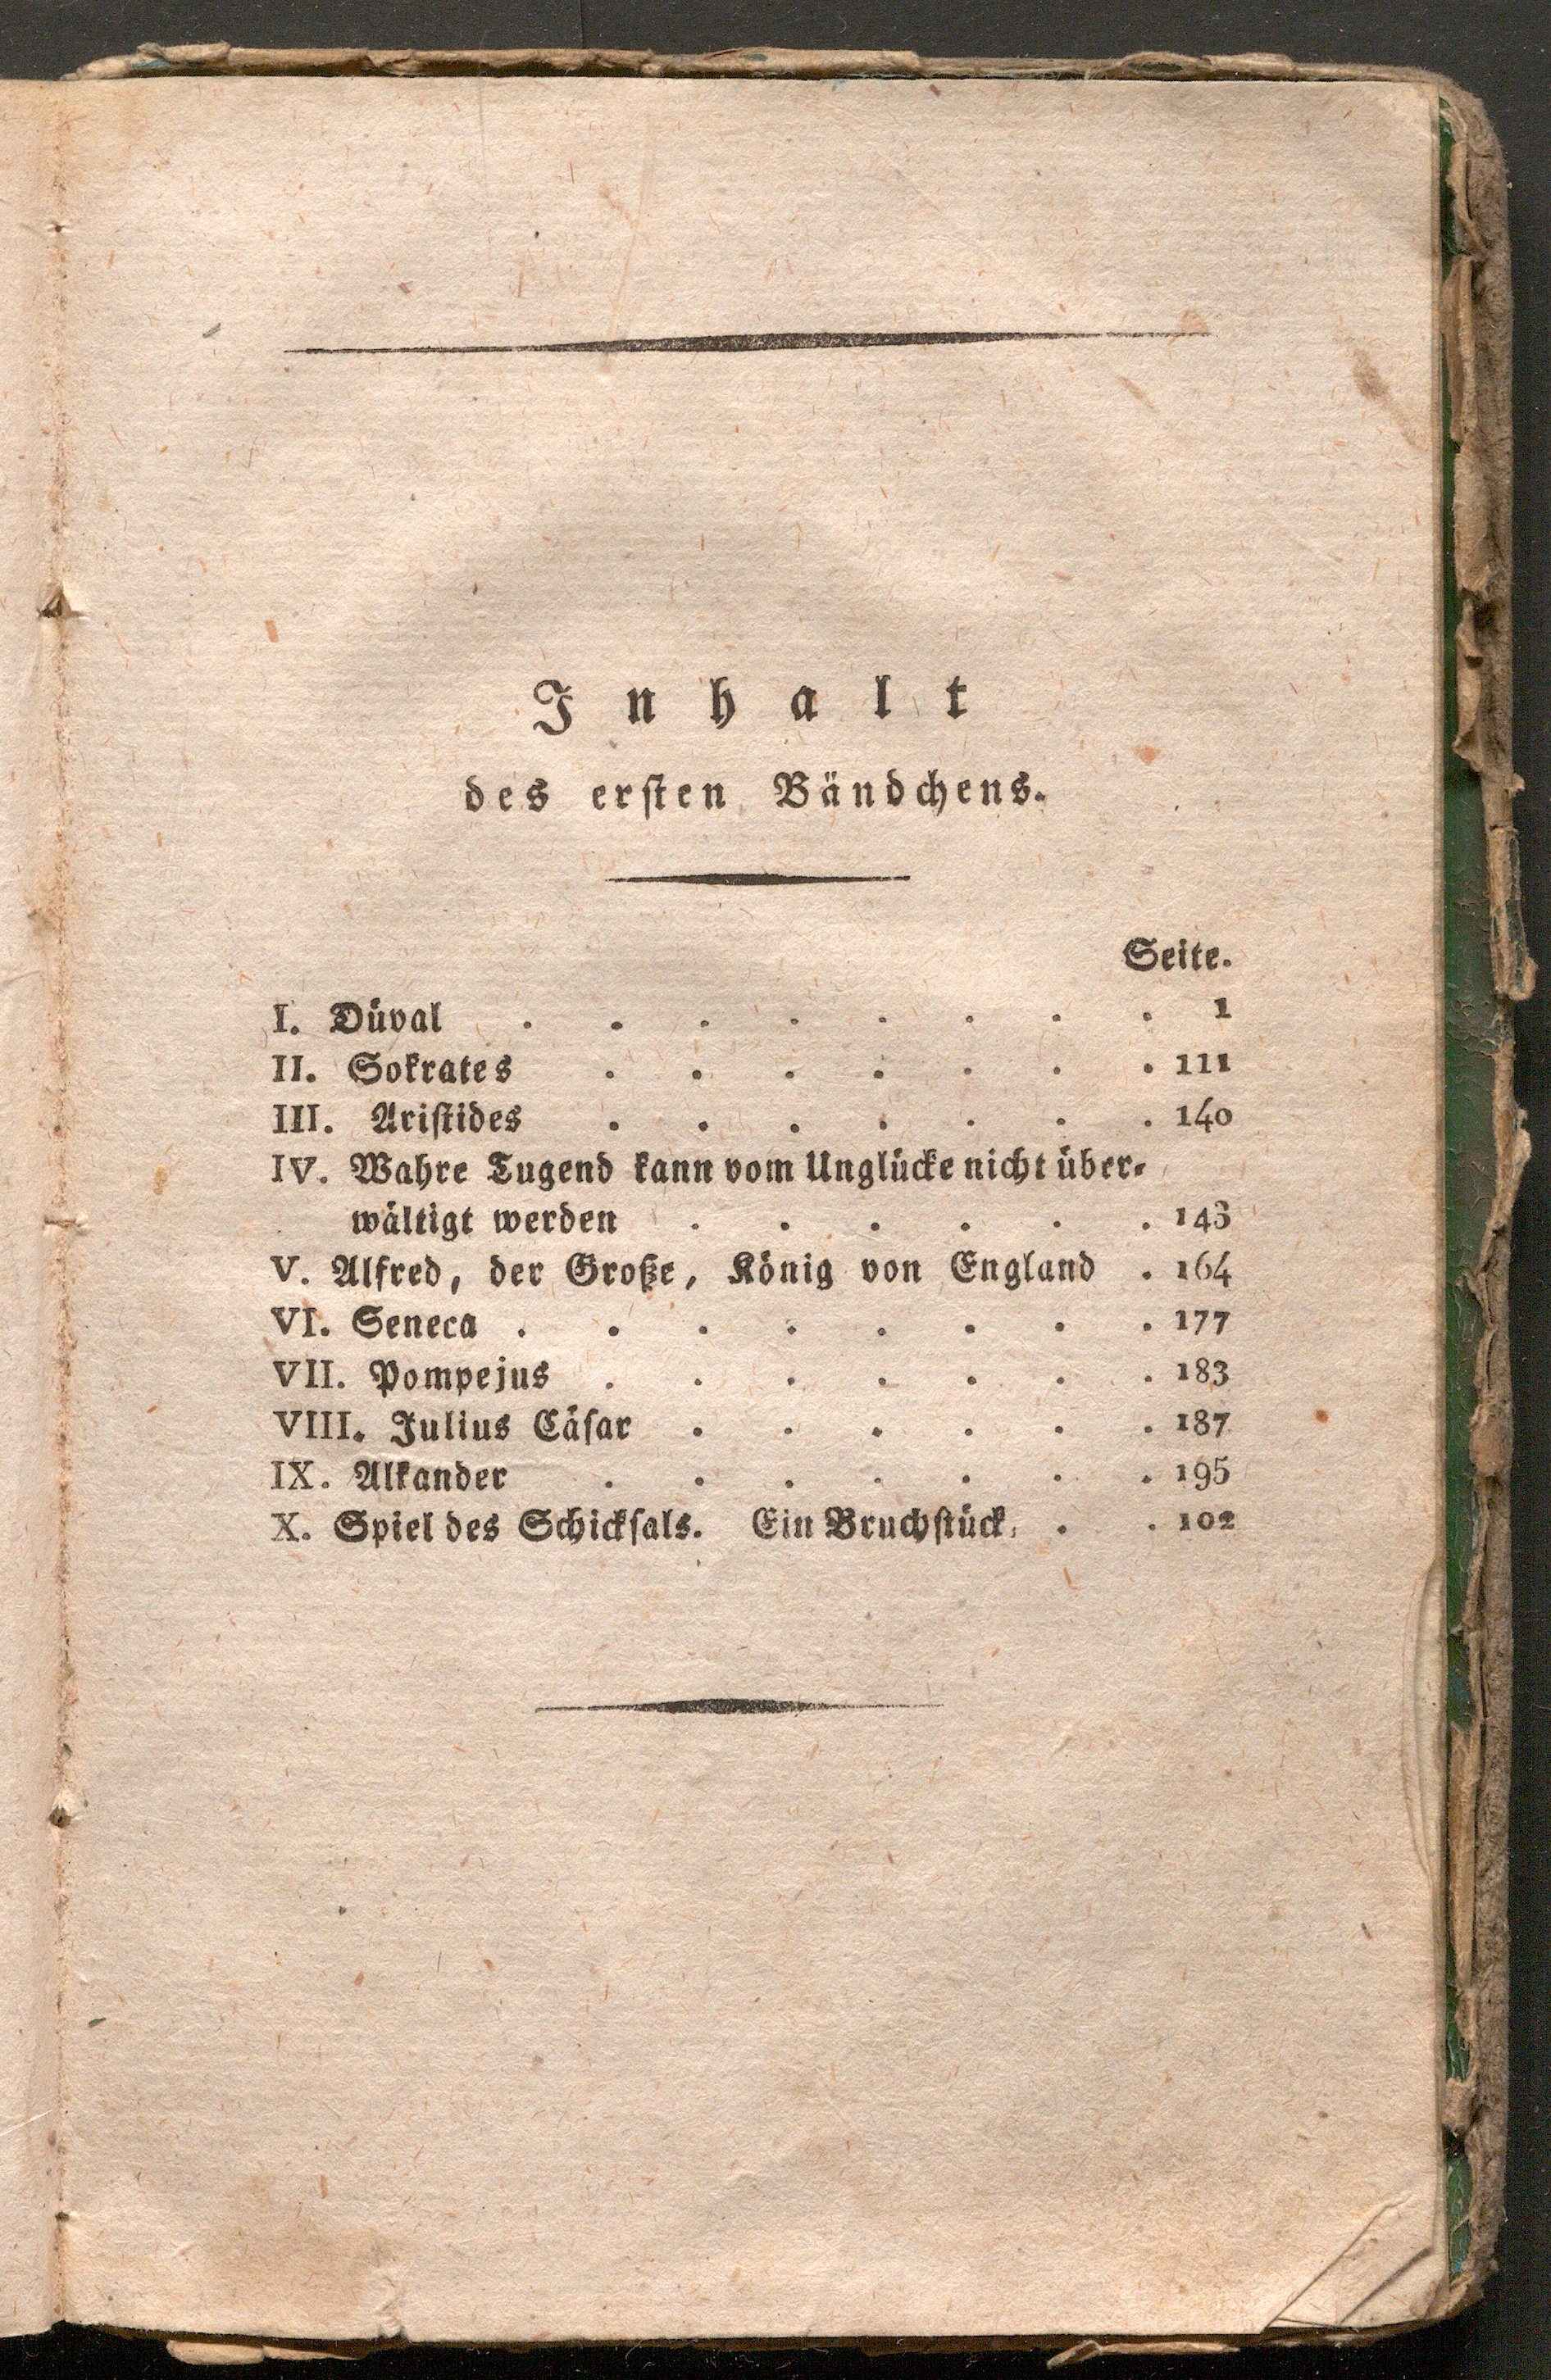 Inhalt
des erſten Bändchens.
Seite.
I. Düval . . . . . . . . 1
II. Sokrates . . . . . . . 111
III. Ariſtides . . . . . . . 140
IV. Wahre Tugend kann vom Unglücke nicht über-
wältigt werden . . . . . . 143
V. Alfred, der Große, König von England . 164
VI. Seneca . . . . . . . . 177
VII. Pompejus . . . . . . . 183
VIII. Julius Cäſar . . . . . . 187
IX. Alkander . . . . . . . 195
X. Spiel des Schickſals. Ein Bruchſtück. . . 102